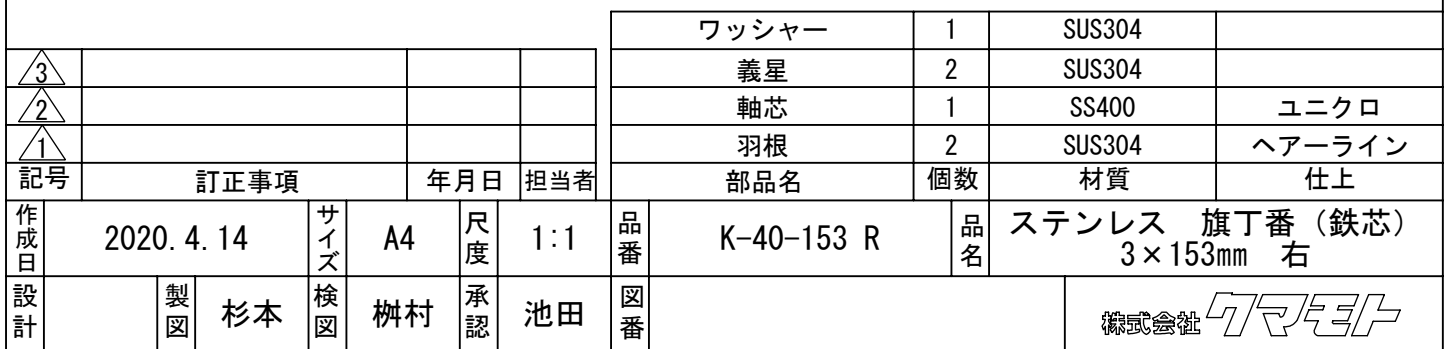 ワッシャー 1 SUS304
3 義星 2 SUS304
2 軸芯 1 SS400 ユニクロ
1 羽根 2 SUS304 ヘアーライン
記号 訂正事項 年月日 担当者 部品名 個数 材質 仕上
作成日 2020.4.14 サイズ A4 尺度 1:1 品番 K-40-153 R 品名 ステンレス 旗丁番(鉄芯)
3×153㎜ 右
設計 製図 杉本 検図 桝村 承認 池田 図番 株式会社クマモト